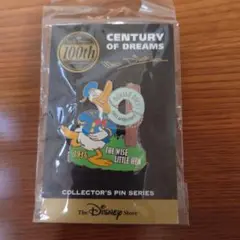 100th
CENTURY
OF DREAMS
1934
THE WISE
LITTLE HEN
COLLECTOR'S PIN SERIES
The Disney Store